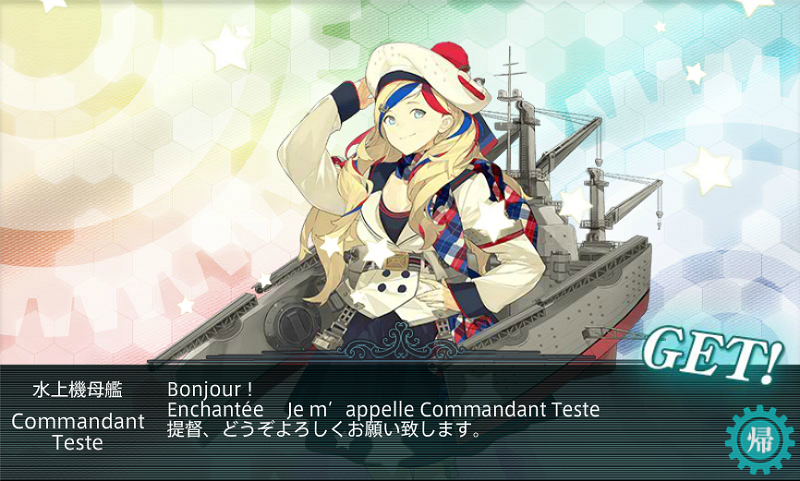 GET!
水上機母艦
Commandant
Teste
Bonjour !
Enchantée　Je m’appelle Commandant Teste
提督、どうぞよろしくお願い致します。
帰